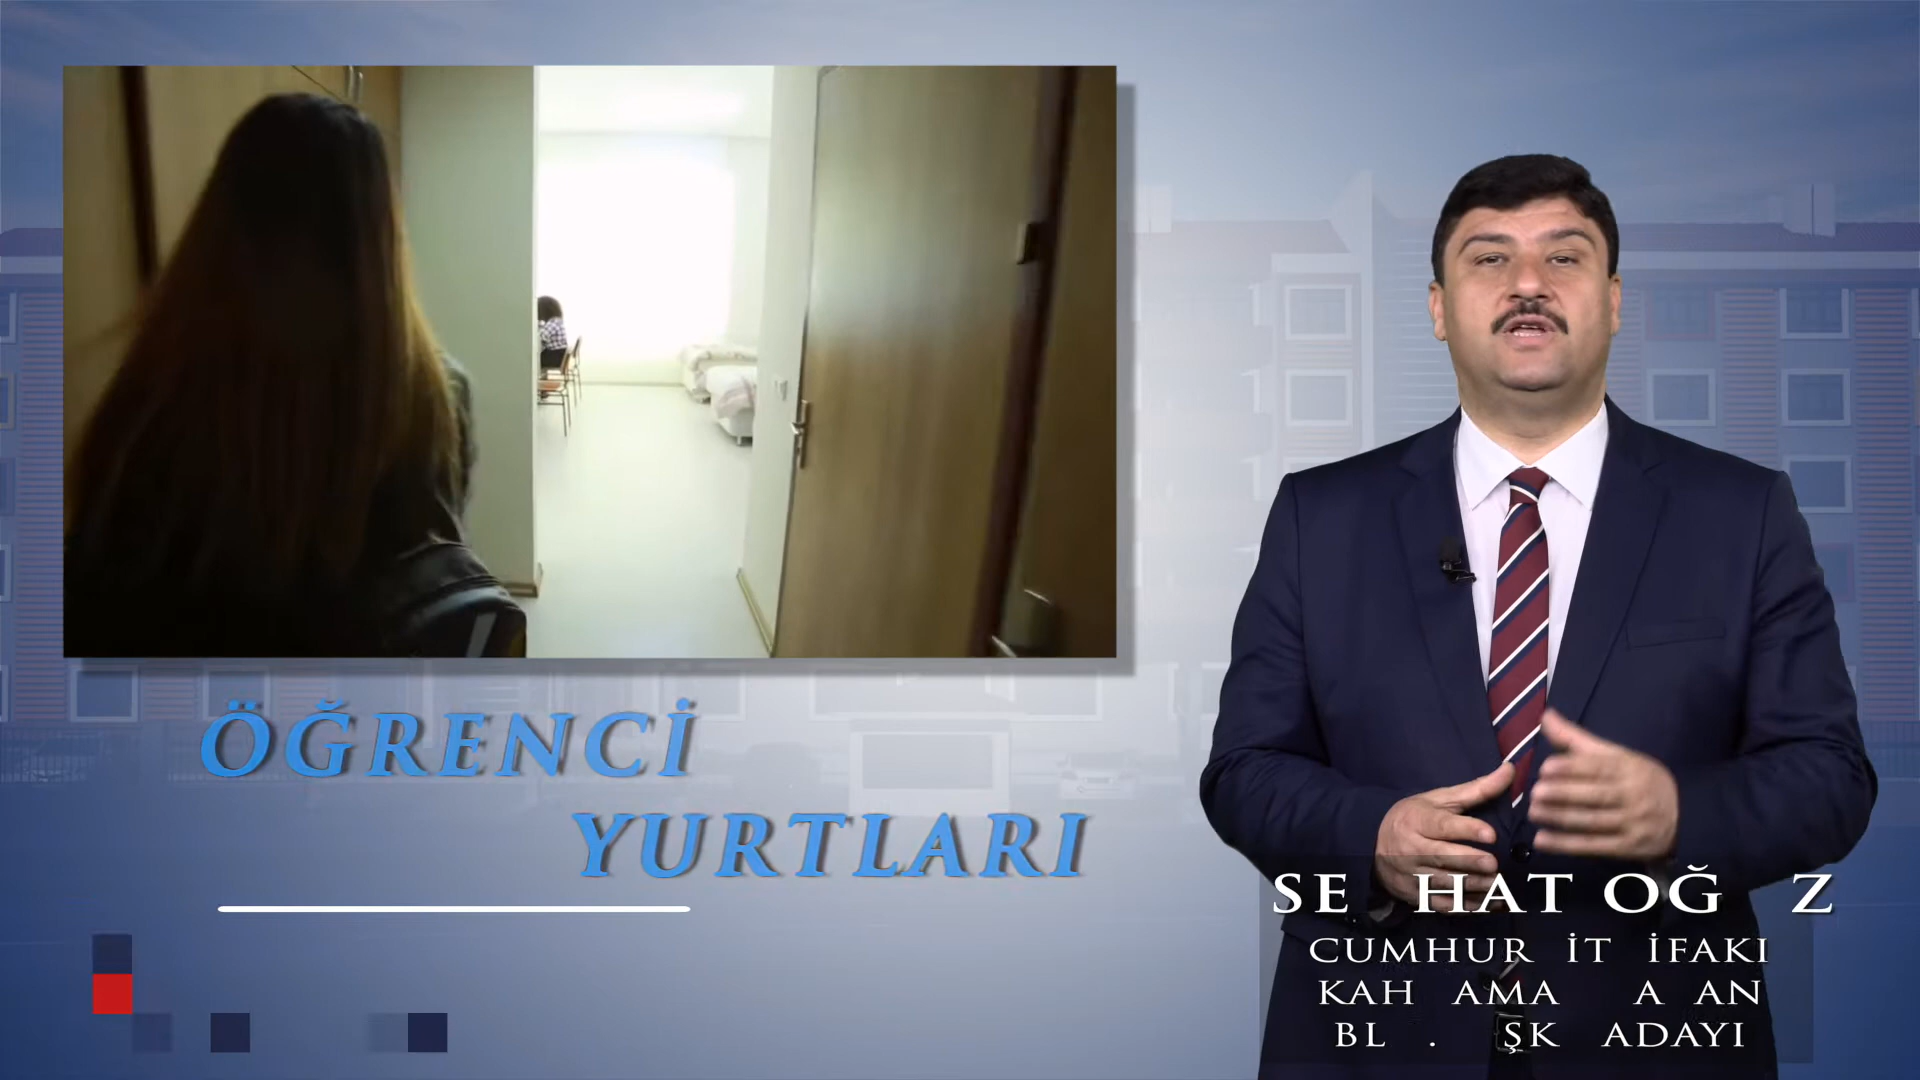 ÖĞRENCİ
YURTLARI
SE HAT OĞ Z
CUMHUR İT İFAKI
KAH AMA A AN
BL . ŞK ADAYI